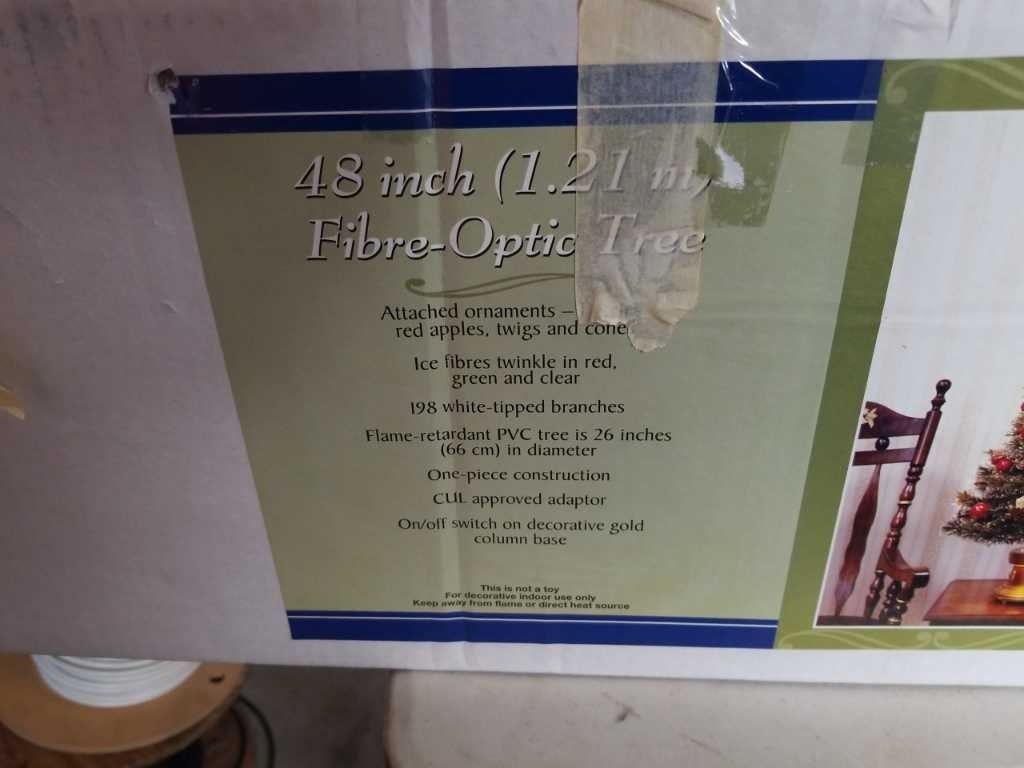 48 inch (1.21 m)
Fibre-Optic Tree
Attached ornaments –
red apples, twigs and cones
Ice fibres twinkle in red,
green and clear
198 white-tipped branches
Flame-retardant PVC tree is 26 inches
(66 cm) in diameter
One-piece construction
CUL approved adaptor
On/off switch on decorative gold
column base
This is not a toy
For decorative indoor use only
Keep away from flame or direct heat source